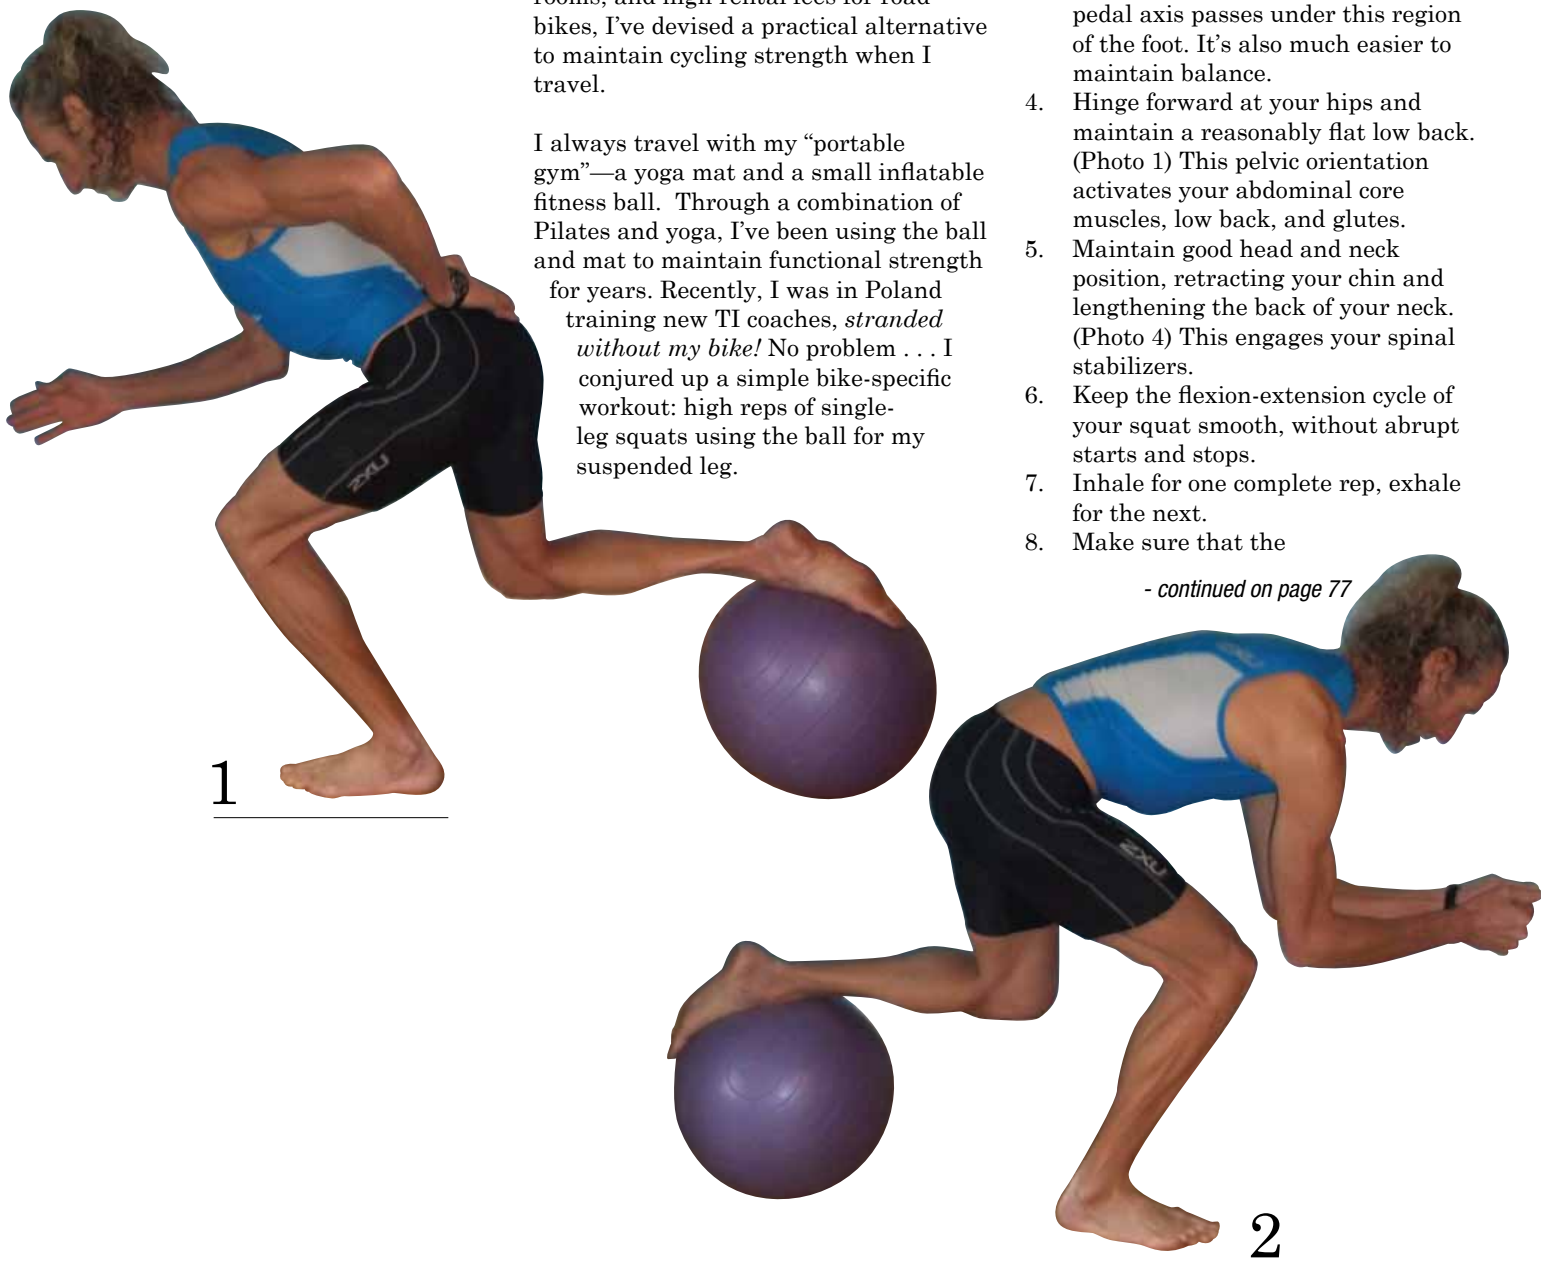 rooms, and high rental fees for road
bikes, I’ve devised a practical alternative
to maintain cycling strength when I
travel.
I always travel with my “portable
gym”—a yoga mat and a small inflatable
fitness ball.  Through a combination of
Pilates and yoga, I’ve been using the ball
and mat to maintain functional strength
for years. Recently, I was in Poland
training new TI coaches, stranded
without my bike! No problem . . . I
conjured up a simple bike-specific
workout: high reps of single-
leg squats using the ball for my
suspended leg.
pedal axis passes under this region
of the foot. It’s also much easier to
maintain balance.
4. Hinge forward at your hips and
maintain a reasonably flat low back.
(Photo 1) This pelvic orientation
activates your abdominal core
muscles, low back, and glutes.
5. Maintain good head and neck
position, retracting your chin and
lengthening the back of your neck.
(Photo 4) This engages your spinal
stabilizers.
6. Keep the flexion-extension cycle of
your squat smooth, without abrupt
starts and stops.
7. Inhale for one complete rep, exhale
for the next.
8. Make sure that the
- continued on page 77
2XU
1
2XU
2